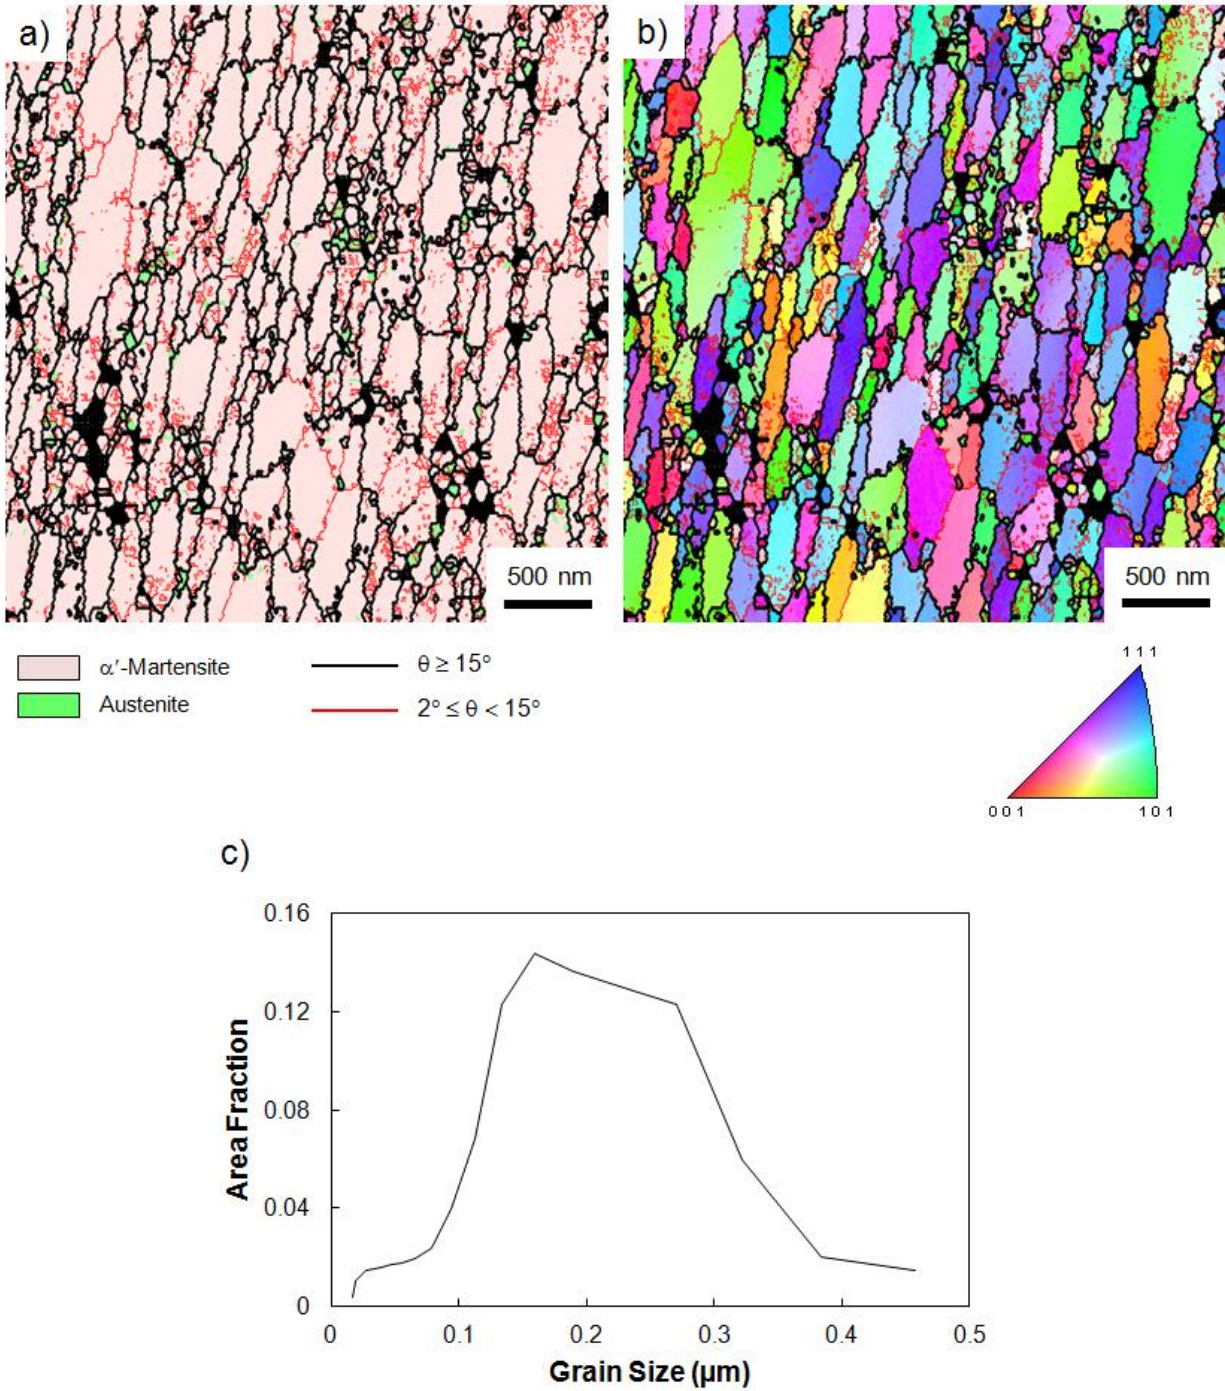 a)
b)
500 nm
500 nm
α′-Martensite
θ ≥ 15°
Austenite
2° ≤ θ < 15°
1 1 1
0 0 1
1 0 1
c)
0.16
0.12
0.08
0.04
0
Area Fraction
0
0.1
0.2
0.3
0.4
0.5
Grain Size (μm)